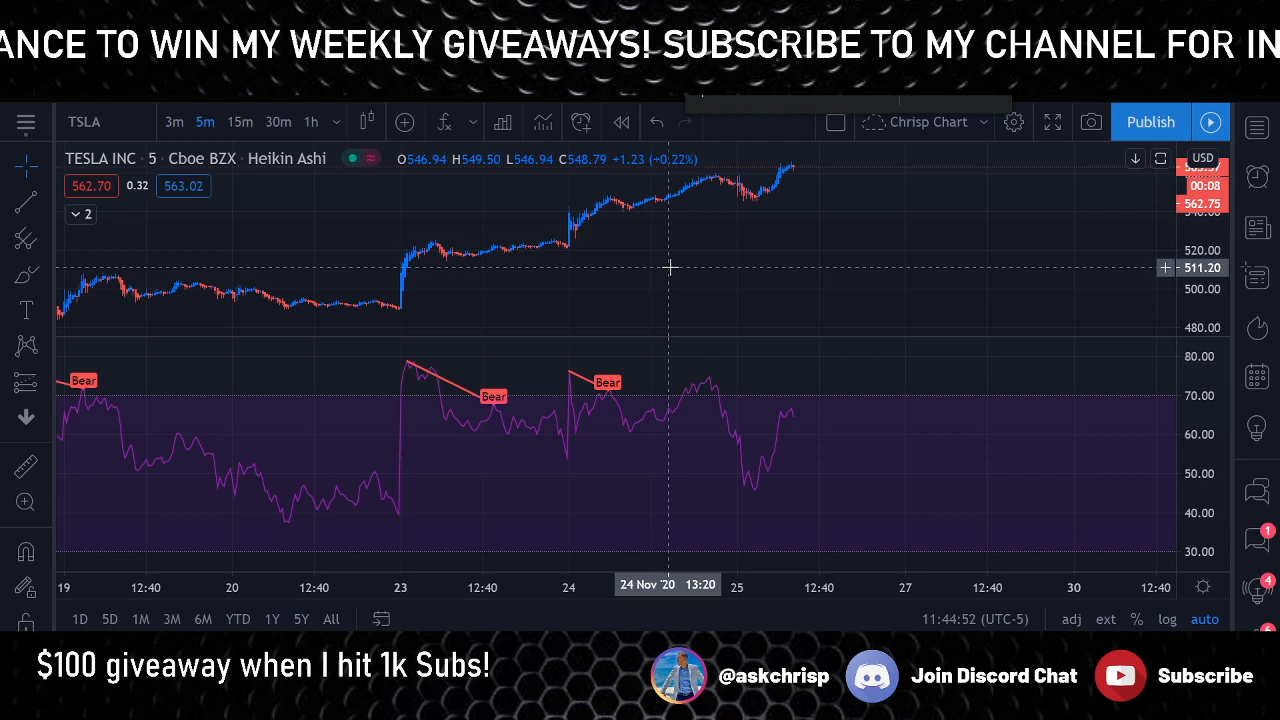 ANCE TO WIN MY WEEKLY GIVEAWAYS! SUBSCRIBE TO MY CHANNEL FOR IN
TSLA 3m 5m 15m 30m 1h Chrisp Chart Publish
TESLA INC · 5 · Cboe BZX · Heikin Ashi O546.94 H549.50 L546.94 C548.79 +1.23 (+0.22%) USD
562.70 0.32 563.02
00:08
562.75
2
540.00
520.00
511.20
500.00
480.00
80.00
Bear
Bear
Bear
70.00
60.00
50.00
40.00
30.00
19 12:40 20 12:40 23 12:40 24 24 Nov '20 13:20 25 12:40 27 12:40 30 12:40
1D 5D 1M 3M 6M YTD 1Y 5Y All 11:44:52 (UTC-5) adj ext % log auto
1
4
$100 giveaway when I hit 1k Subs!
@askchrisp Join Discord Chat Subscribe